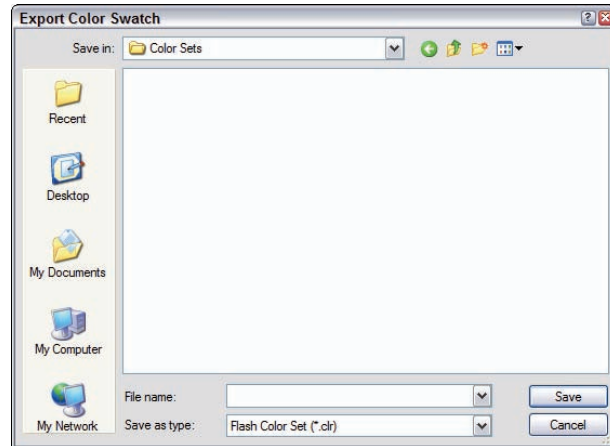 Export Color Swatch
Save in: Color Sets
Recent
Desktop
My Documents
My Computer
My Network
File name:
Save
Save as type: Flash Color Set (*.clr)
Cancel